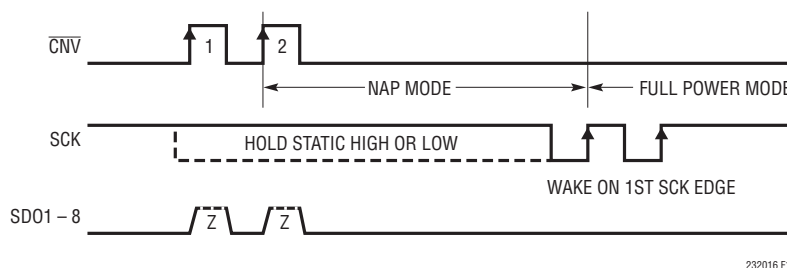 CNV
1
2
NAP MODE
FULL POWER MODE
SCK
HOLD STATIC HIGH OR LOW
WAKE ON 1ST SCK EDGE
SDO1 – 8
Z
Z
232016